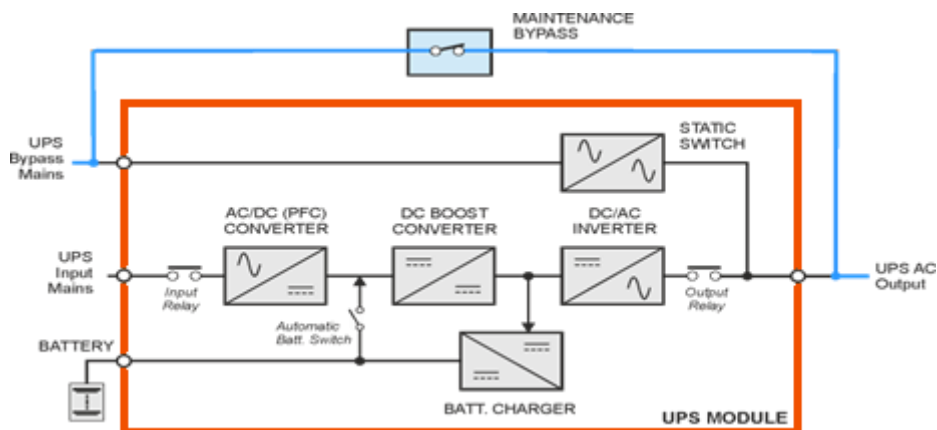 MAINTENANCE
BYPASS
UPS
Bypass
Mains
STATIC
SWITCH
AC/DC (PFC)
CONVERTER
DC BOOST
CONVERTER
DC/AC
INVERTER
UPS
Input
Mains
Input
Relay
Output
Relay
UPS AC
Output
Automatic
Batt. Switch
BATTERY
BATT. CHARGER
UPS MODULE